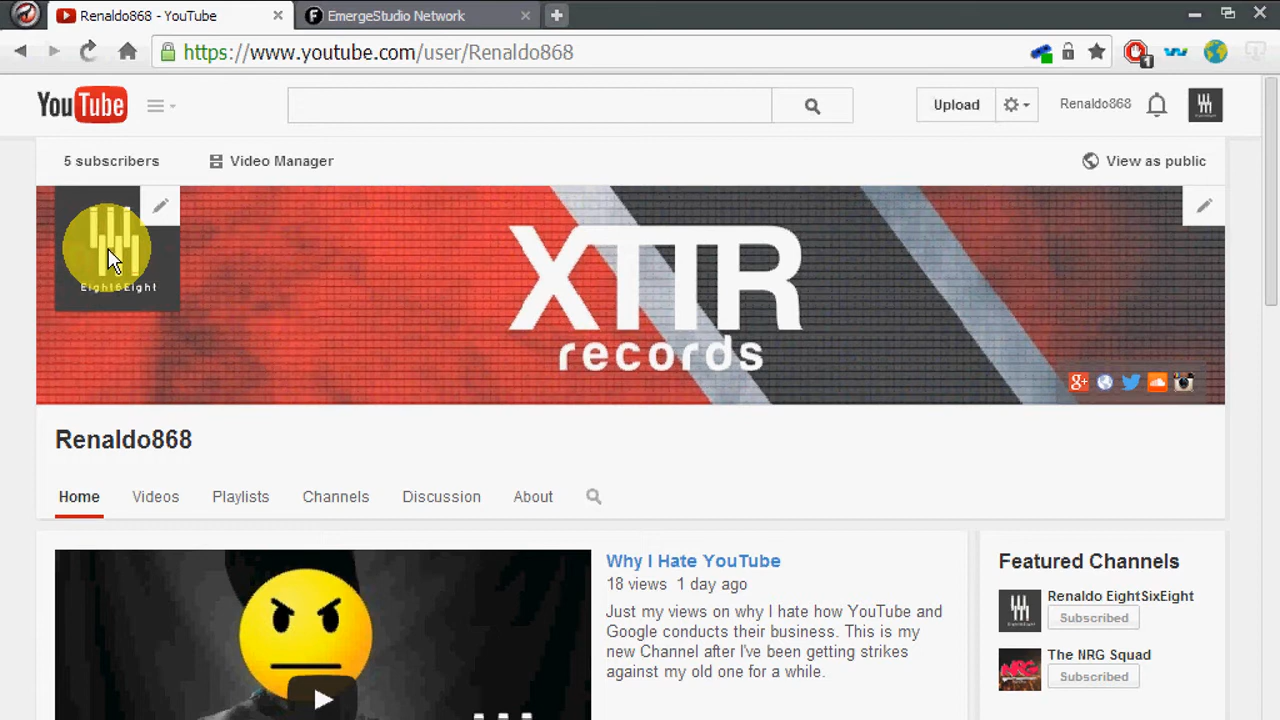 Renaldo868 - YouTube
EmergeStudio Network
https://www.youtube.com/user/Renaldo868
1
YouTube
Upload
Renaldo868
5 subscribers
Video Manager
View as public
Eight6Eight
XTTR
records
Renaldo868
Home
Videos
Playlists
Channels
Discussion
About
Why I Hate YouTube
18 views 1 day ago
Just my views on why I hate how YouTube and
Google conducts their business. This is my
new Channel after I've been getting strikes
against my old one for a while.
Featured Channels
Renaldo EightSixEight
Subscribed
NRG
The NRG Squad
Subscribed